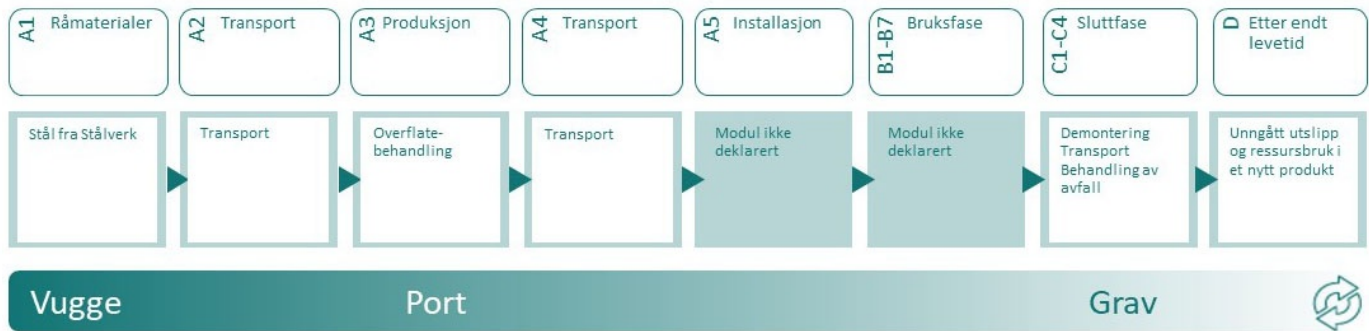 A1 Råmaterialer
A2 Transport
A3 Produksjon
A4 Transport
A5 Installasjon
B1-B7 Bruksfase
C1-C4 Sluttfase
D Etter endt
levetid
Stål fra Stålverk
Transport
Overflate-
behandling
Transport
Modul ikke
deklarert
Modul ikke
deklarert
Demontering
Transport
Behandling av
avfall
Unngått utslipp
og ressursbruk i
et nytt produkt
Vugge
Port
Grav